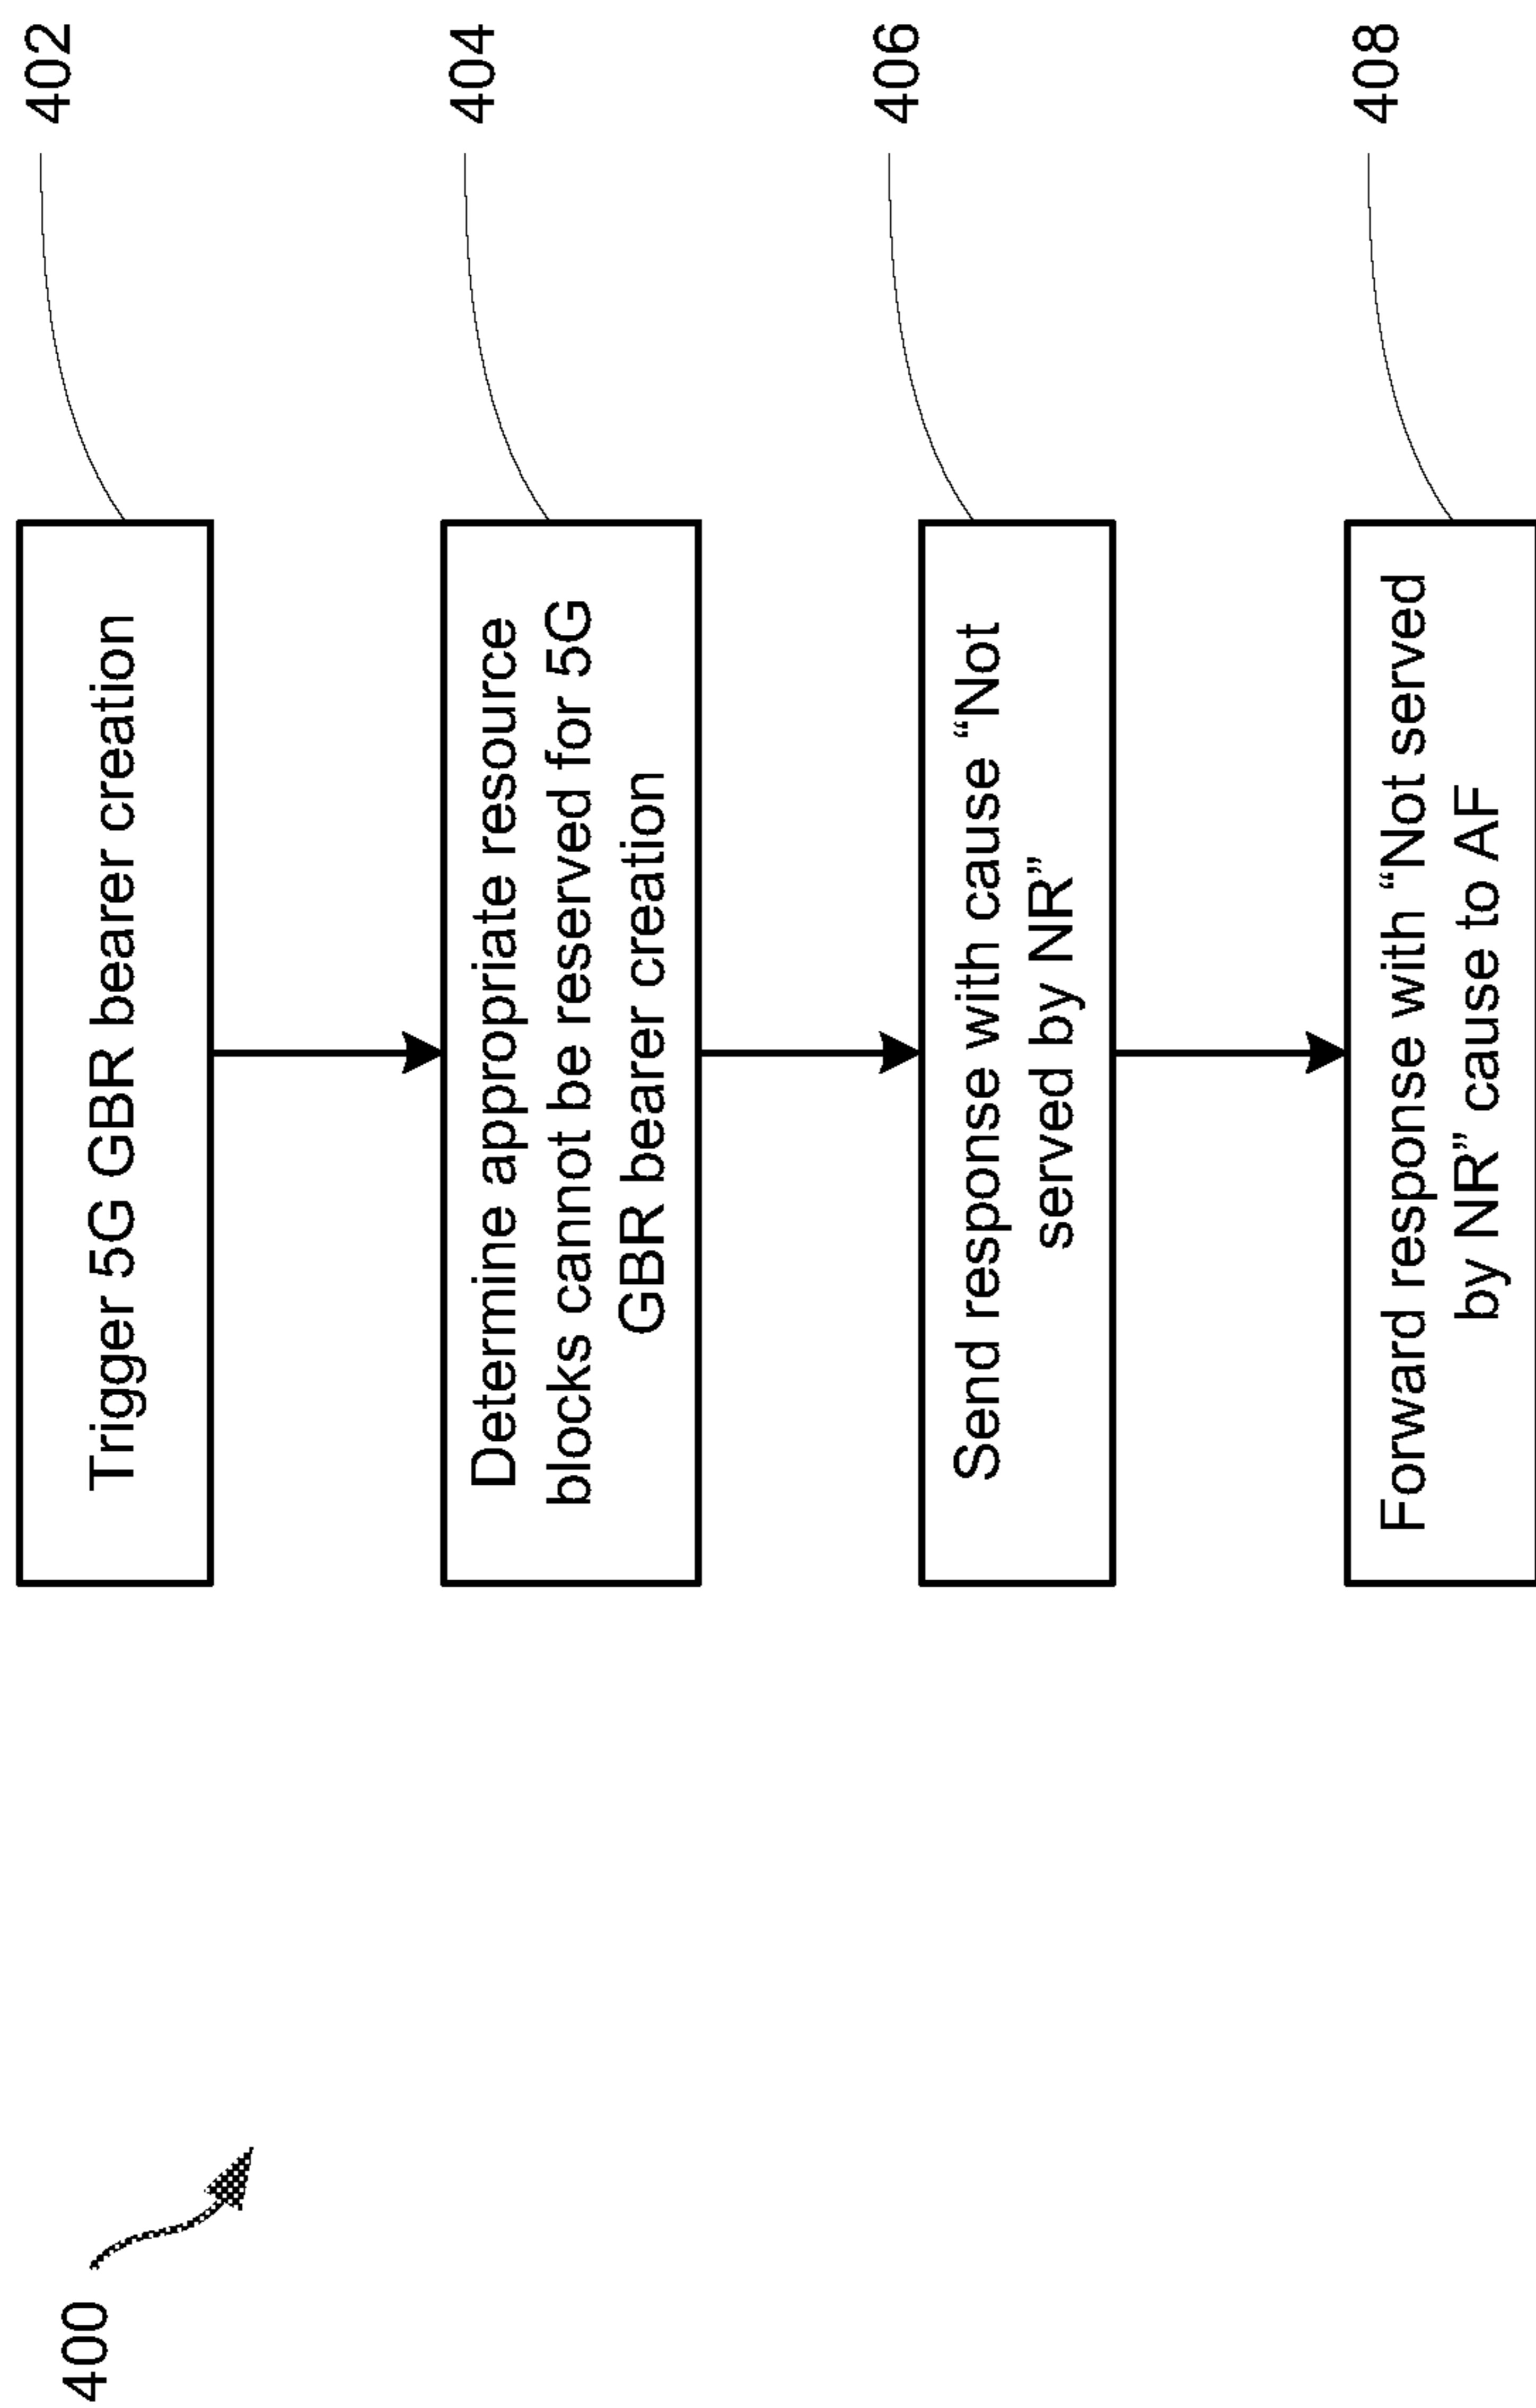 400
Trigger 5G GBR bearer creation
402
Determine appropriate resource
blocks cannot be reserved for 5G
GBR bearer creation
404
Send response with cause “Not
served by NR”
406
Forward response with “Not served
by NR” cause to AF
408